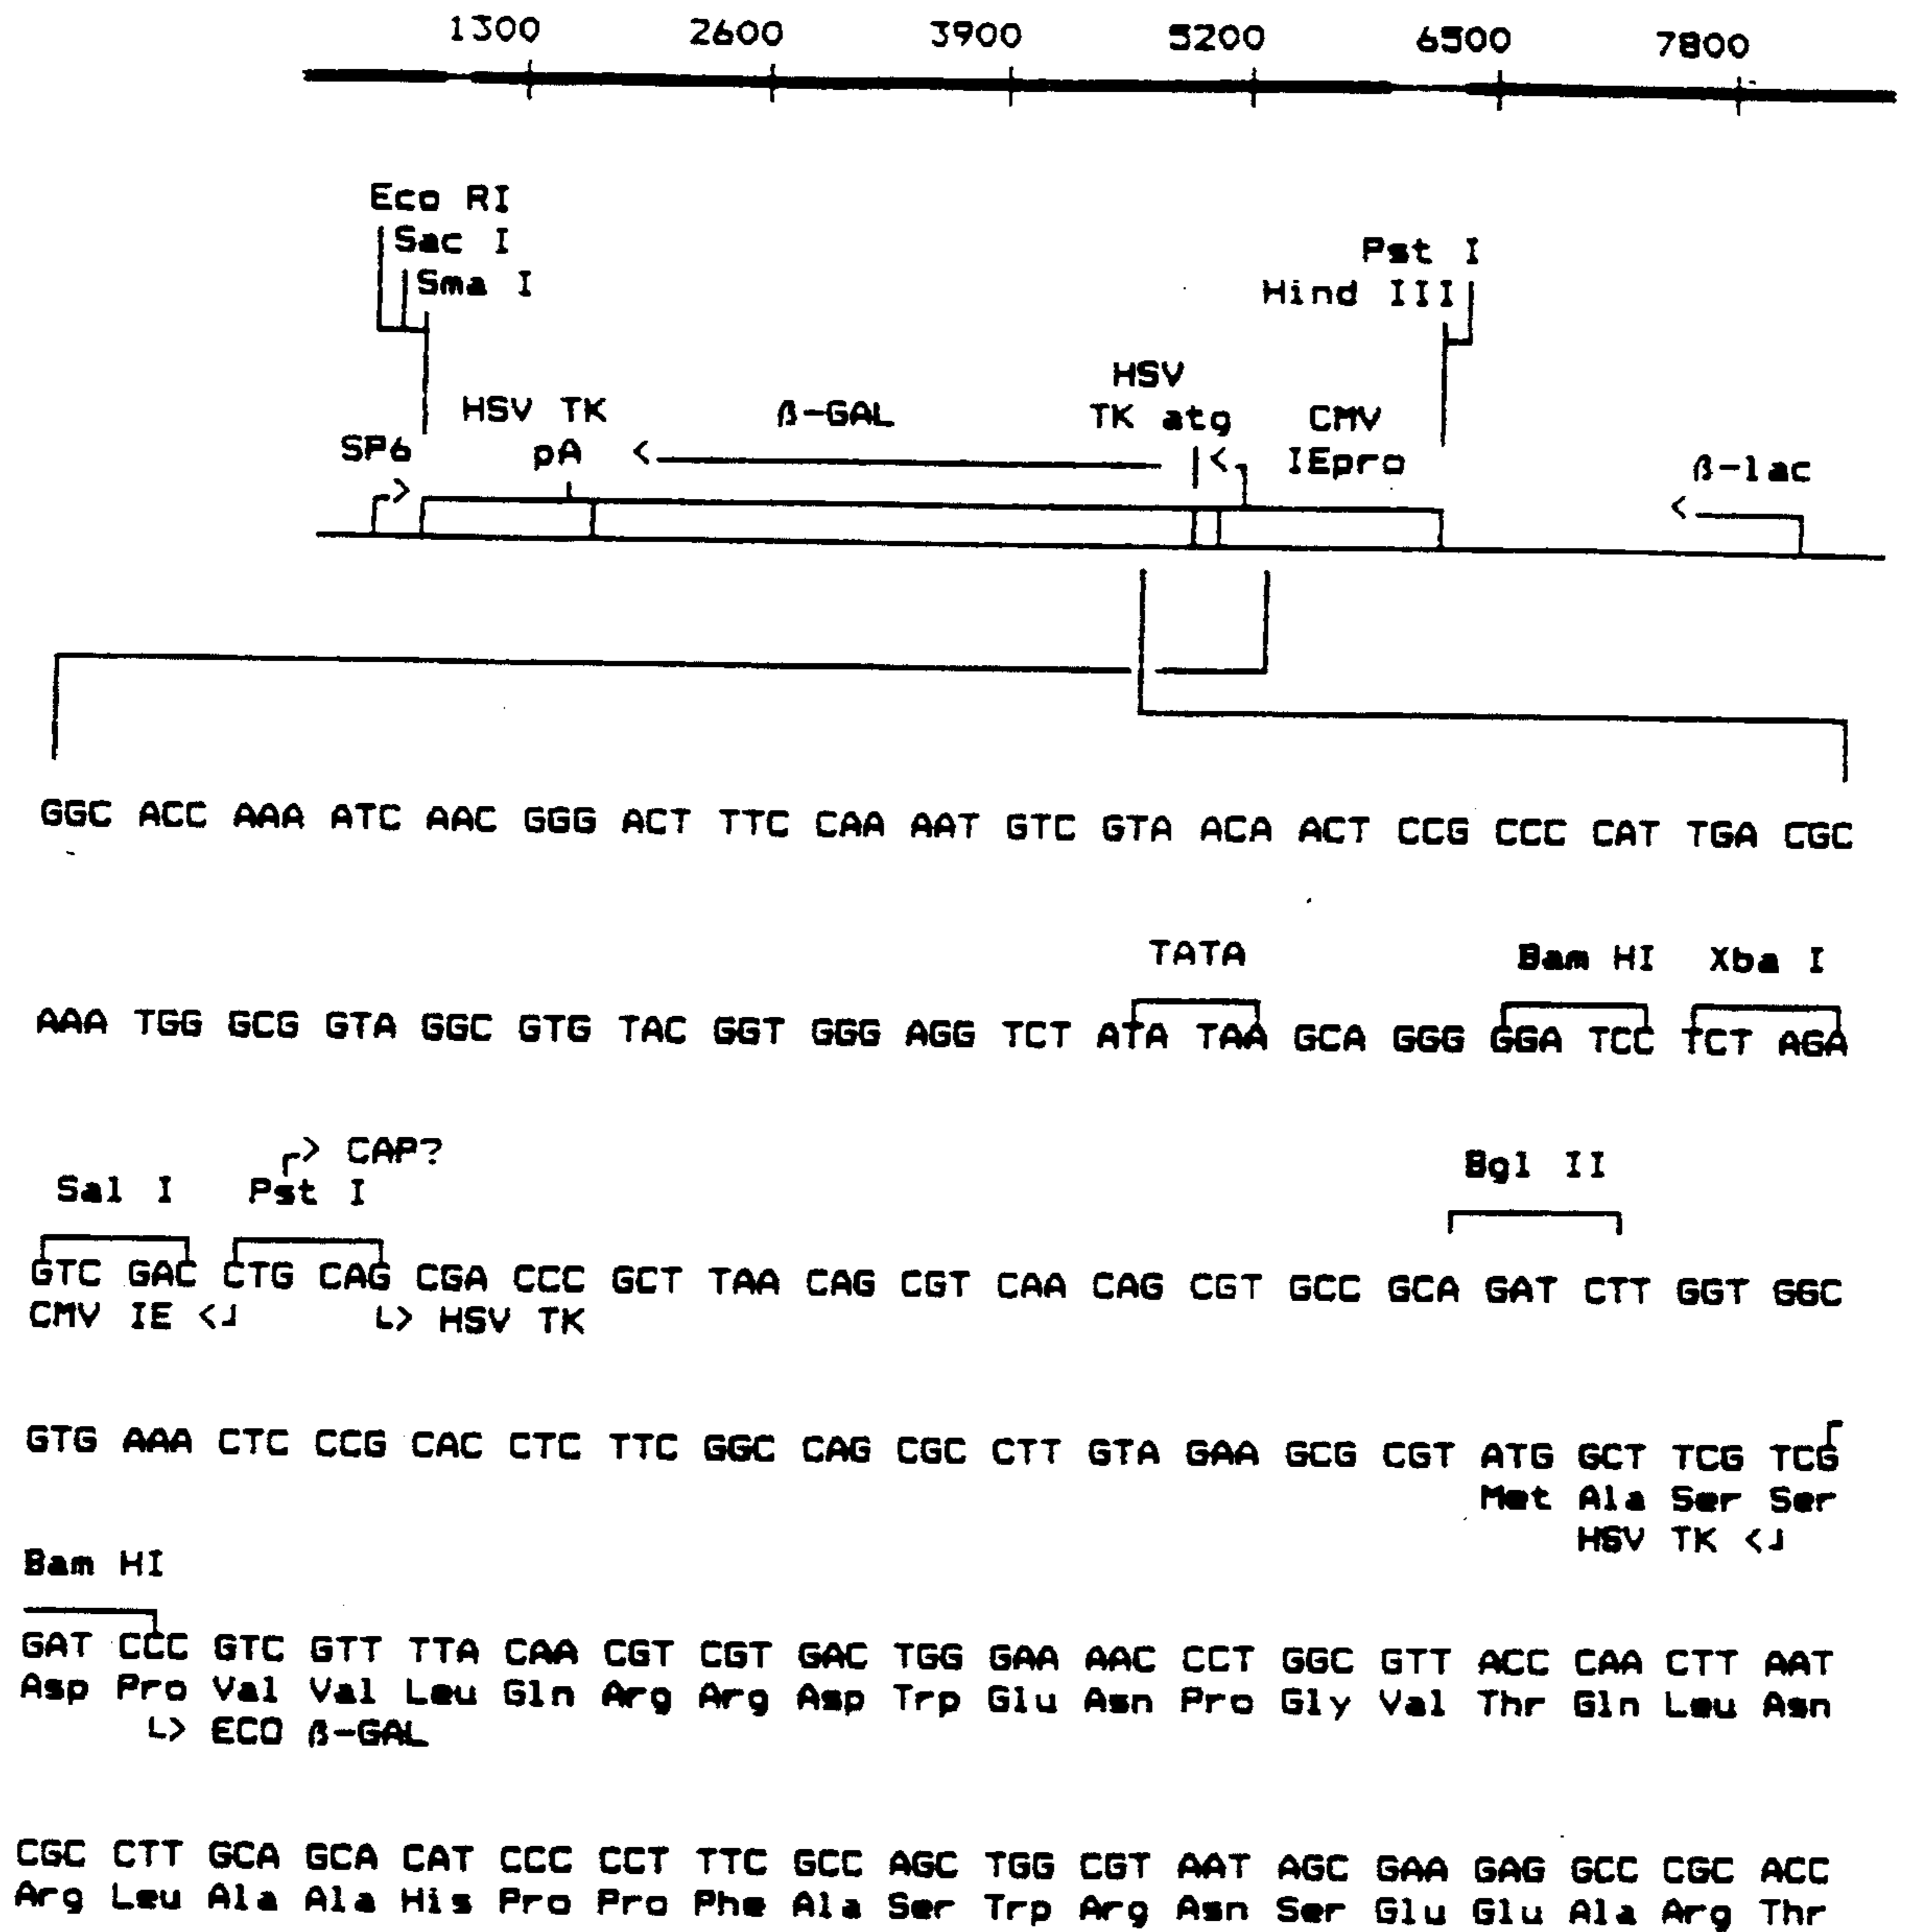 1300 2600 3900 5200 6500 7800
Eco RI
Sac I
Sma I
Pst I
Hind III
HSV
HSV TK ß-GAL TK atg CMV
SP6 pA < |< IEpro ß-lac
> <
GGC ACC AAA ATC AAC GGG ACT TTC CAA AAT GTC GTA ACA ACT CCG CCC CAT TGA CGC
TATA Bam HI Xba I
AAA TGG GCG GTA GGC GTG TAC GGT GGG AGG TCT ATA TAA GCA GGG GGA TCC TCT AGA
> CAP?
Sal I Pst I Bgl II
GTC GAC CTG CAG CGA CCC GCT TAA CAG CGT CAA CAG CGT GCC GCA GAT CTT GGT GGC
CMV IE <┘ └> HSV TK
GTG AAA CTC CCG CAC CTC TTC GGC CAG CGC CTT GTA GAA GCG CGT ATG GCT TCG TCG
Met Ala Ser Ser
HSV TK <┘
Bam HI
GAT CCC GTC GTT TTA CAA CGT CGT GAC TGG GAA AAC CCT GGC GTT ACC CAA CTT AAT
Asp Pro Val Val Leu Gln Arg Arg Asp Trp Glu Asn Pro Gly Val Thr Gln Leu Asn
└> ECO ß-GAL
CGC CTT GCA GCA CAT CCC CCT TTC GCC AGC TGG CGT AAT AGC GAA GAG GCC CGC ACC
Arg Leu Ala Ala His Pro Pro Phe Ala Ser Trp Arg Asn Ser Glu Glu Ala Arg Thr